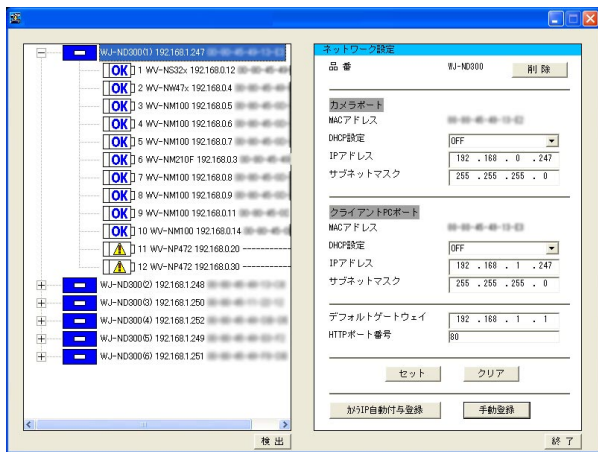 WJ-ND300(1) 192.168.1.247
OK 1 WV-NS32x 192.168.0.12
OK 2 WV-NW47x 192.168.0.4
OK 3 WV-NM100 192.168.0.5
OK 4 WV-NM100 192.168.0.6
OK 5 WV-NM100 192.168.0.7
OK 6 WV-NM210F 192.168.0.3
OK 7 WV-NM100 192.168.0.8
OK 8 WV-NM100 192.168.0.9
OK 9 WV-NM100 192.168.0.11
OK 10 WV-NM100 192.168.0.14
11 WV-NP472 192.168.0.20 ----------
12 WV-NP472 192.168.0.30 ----------
WJ-ND300(2) 192.168.1.248
WJ-ND300(3) 192.168.1.250
WJ-ND300(4) 192.168.1.252
WJ-ND300(5) 192.168.1.249
WJ-ND300(6) 192.168.1.251
検 出
ネットワーク設定
品 番 WJ-ND300 削 除
カメラポート
MACアドレス
DHCP設定 OFF
IPアドレス 192 . 168 . 0 . 247
サブネットマスク 255 . 255 . 255 . 0
クライアントPCポート
MACアドレス
DHCP設定 OFF
IPアドレス 192 . 168 . 1 . 247
サブネットマスク 255 . 255 . 255 . 0
デフォルトゲートウェイ 192 . 168 . 1 . 1
HTTPポート番号 80
セット クリア
カメラIP自動付与登録 手動登録
終 了